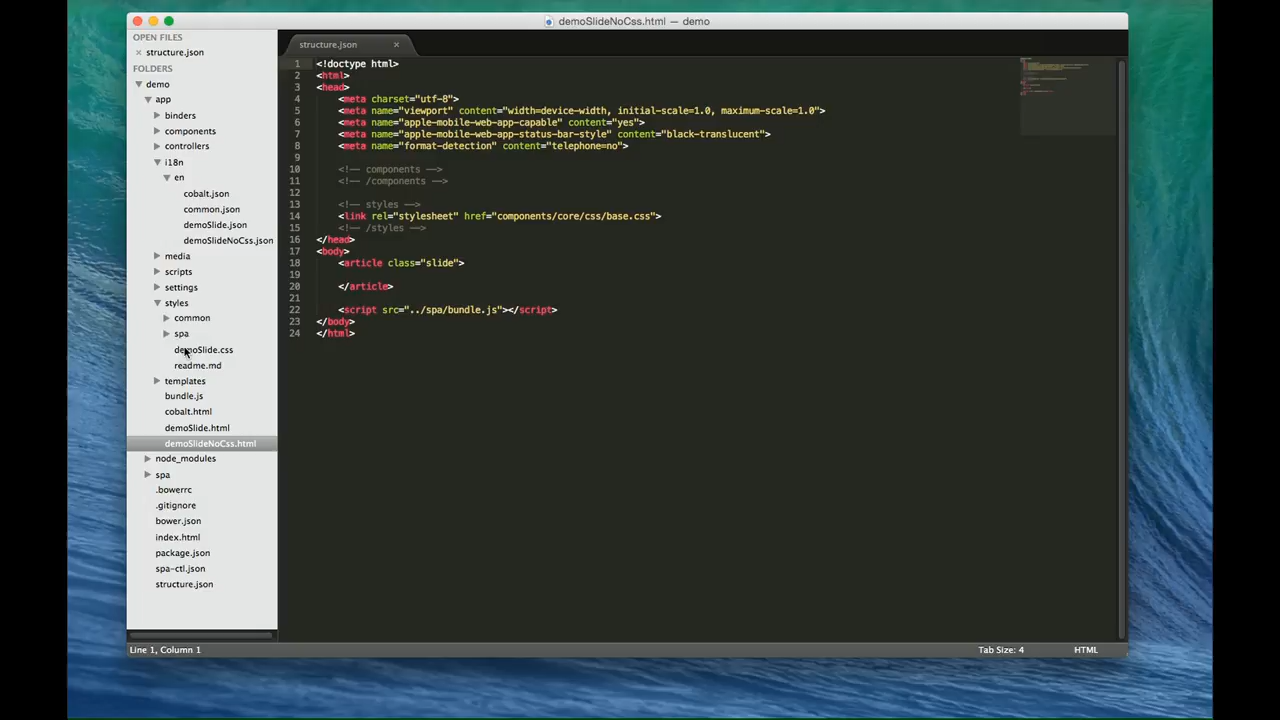 demoSlideNoCss.html — demo
OPEN FILES
× structure.json
FOLDERS
demo
app
binders
components
controllers
i18n
en
cobalt.json
common.json
demoSlide.json
demoSlideNoCss.json
media
scripts
settings
styles
common
spa
demoSlide.css
readme.md
templates
bundle.js
cobalt.html
demoSlide.html
demoSlideNoCss.html
node_modules
spa
.bowerrc
.gitignore
bower.json
index.html
package.json
spa-ctl.json
structure.json
structure.json ×
1 <!doctype html>
2 <html>
3 <head>
4 <meta charset="utf-8">
5 <meta name="viewport" content="width=device-width, initial-scale=1.0, maximum-scale=1.0">
6 <meta name="apple-mobile-web-app-capable" content="yes">
7 <meta name="apple-mobile-web-app-status-bar-style" content="black-translucent">
8 <meta name="format-detection" content="telephone=no">
9
10 <!-- components -->
11 <!-- /components -->
12
13 <!-- styles -->
14 <link rel="stylesheet" href="components/core/css/base.css">
15 <!-- /styles -->
16 </head>
17 <body>
18 <article class="slide">
19
20 </article>
21
22 <script src="../spa/bundle.js"></script>
23 </body>
24 </html>
Line 1, Column 1
Tab Size: 4
HTML